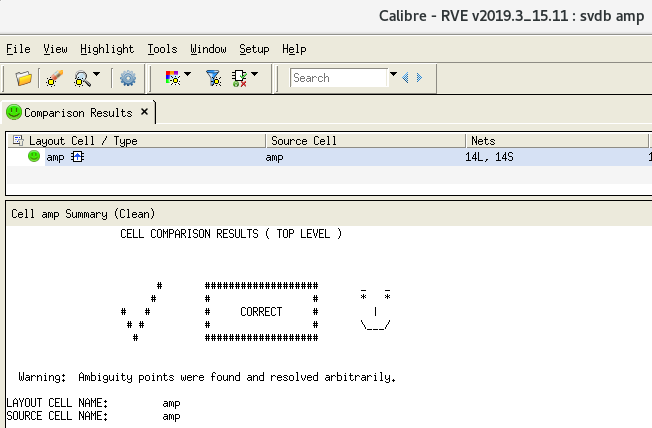 Calibre - RVE v2019.3_15.11 : svdb amp
File View Highlight Tools Window Setup Help
Search
Comparison Results
Layout Cell / Type Source Cell Nets
amp amp 14L, 14S 1
Cell amp Summary (Clean)
CELL COMPARISON RESULTS ( TOP LEVEL )
# ################### _ _
# # # * *
# # # CORRECT # |
# # # # \___/
# ###################
Warning: Ambiguity points were found and resolved arbitrarily.
LAYOUT CELL NAME: amp
SOURCE CELL NAME: amp